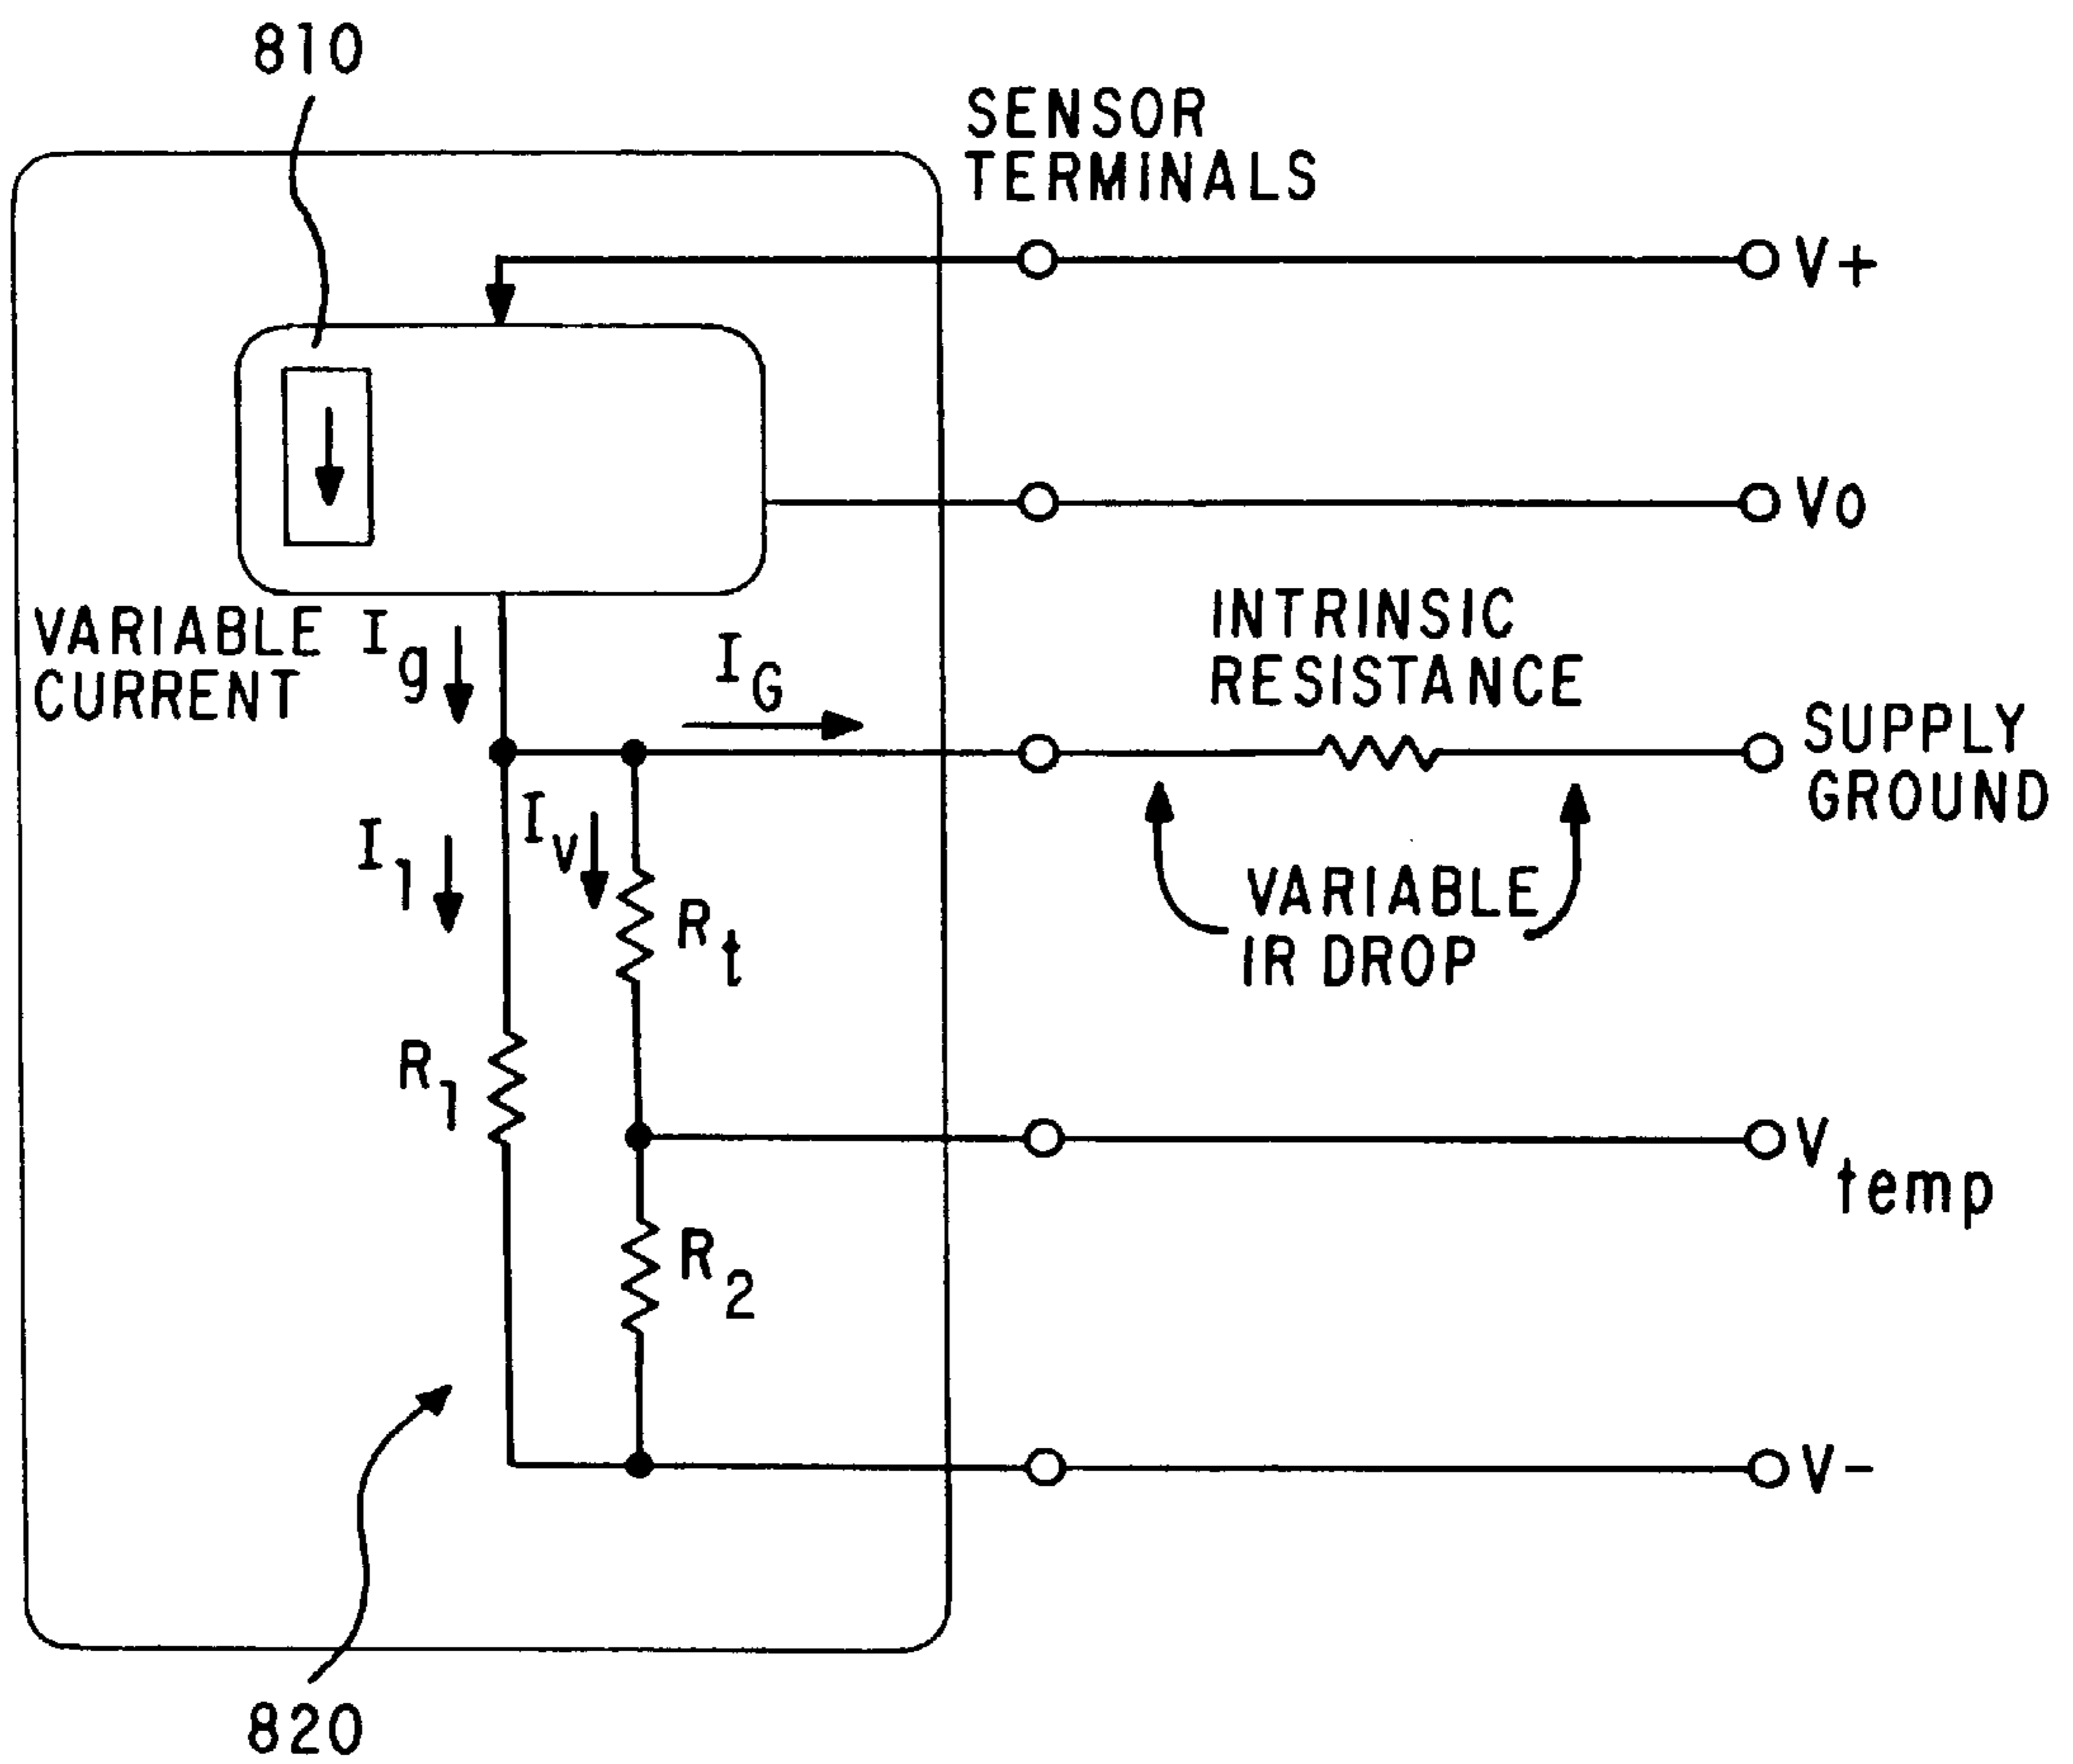 810
SENSOR
TERMINALS
V+
Vo
VARIABLE
CURRENT
Ig
IG
INTRINSIC
RESISTANCE
SUPPLY
GROUND
I1
Iv
Rt
VARIABLE
IR DROP
R1
Vtemp
R2
V-
820